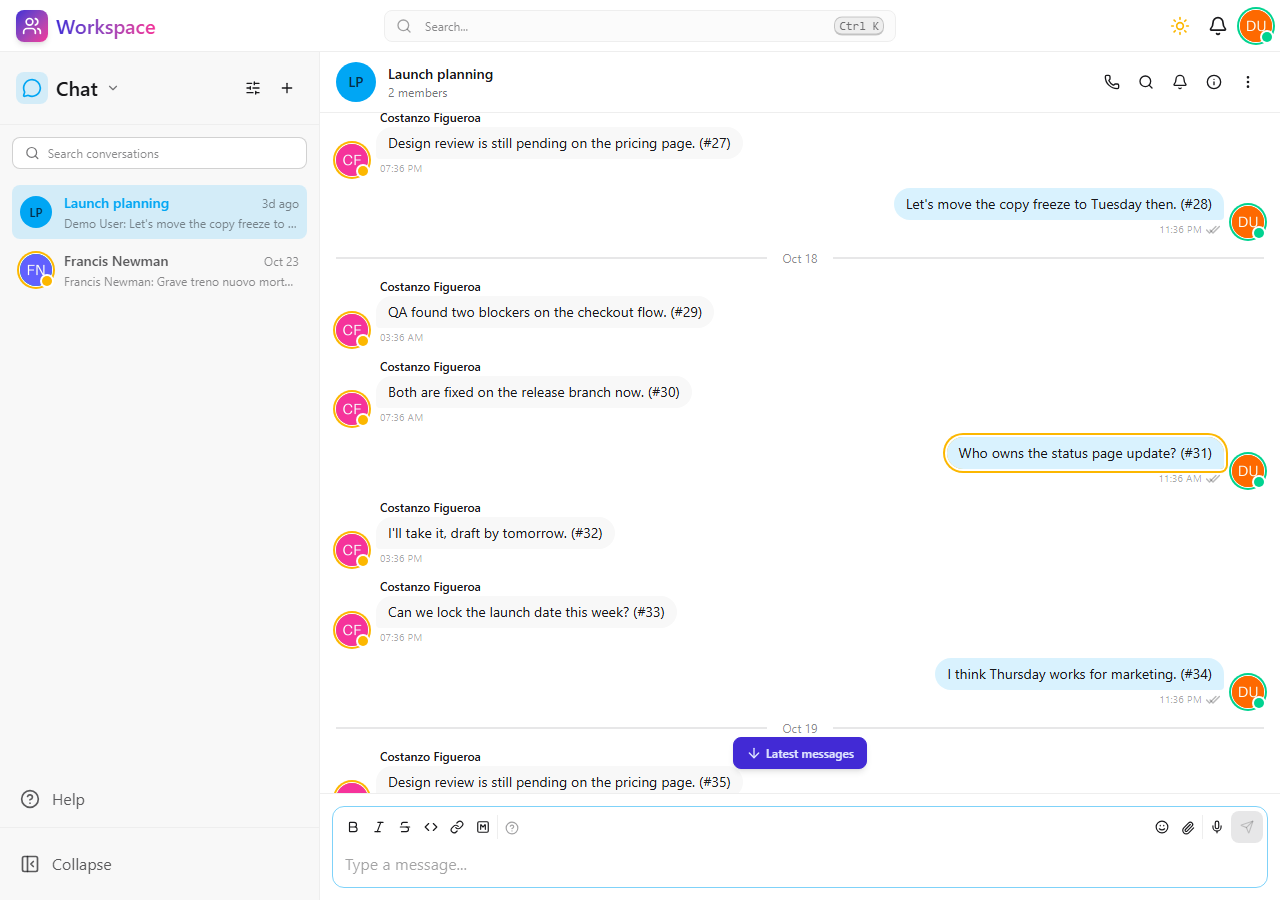 Workspace
Search...
Ctrl K
DU
Chat
Search conversations
LP
Launch planning
3d ago
Demo User: Let's move the copy freeze to ...
FN
Francis Newman
Oct 23
Francis Newman: Grave treno nuovo mort...
Help
Collapse
LP
Launch planning
2 members
Costanzo Figueroa
CF
Design review is still pending on the pricing page. (#27)
07:36 PM
Let's move the copy freeze to Tuesday then. (#28)
DU
11:36 PM
Oct 18
Costanzo Figueroa
CF
QA found two blockers on the checkout flow. (#29)
03:36 AM
Costanzo Figueroa
CF
Both are fixed on the release branch now. (#30)
07:36 AM
Who owns the status page update? (#31)
DU
11:36 AM
Costanzo Figueroa
CF
I'll take it, draft by tomorrow. (#32)
03:36 PM
Costanzo Figueroa
CF
Can we lock the launch date this week? (#33)
07:36 PM
I think Thursday works for marketing. (#34)
DU
11:36 PM
Oct 19
Costanzo Figueroa
Latest messages
Design review is still pending on the pricing page. (#35)
Type a message...